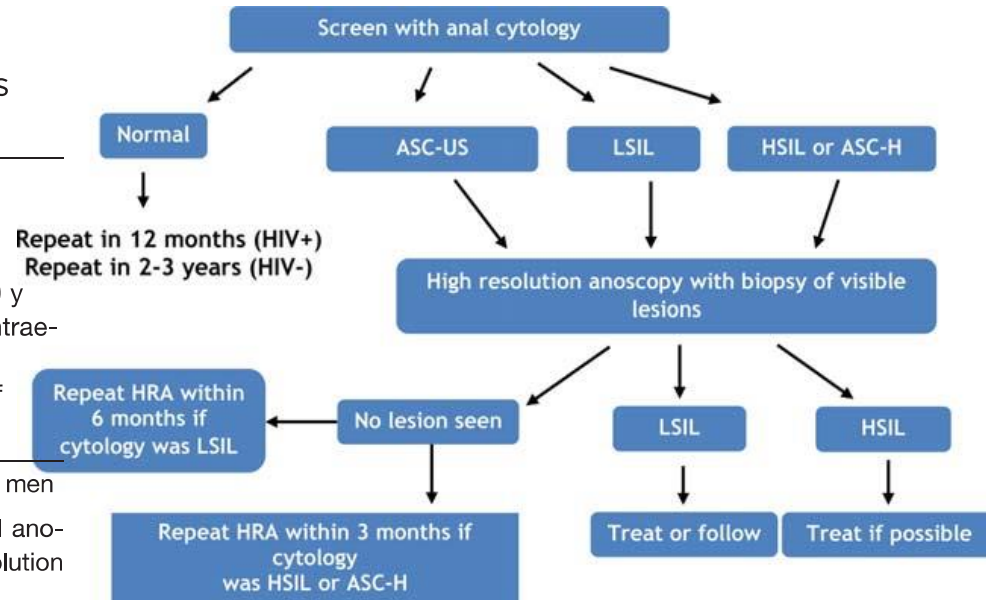 Screen with anal cytology
Normal
ASC-US
LSIL
HSIL or ASC-H
Repeat in 12 months (HIV+)
Repeat in 2-3 years (HIV-)
High resolution anoscopy with biopsy of visible
lesions
Repeat HRA within
6 months if
cytology was LSIL
No lesion seen
LSIL
HSIL
Repeat HRA within 3 months if
cytology
was HSIL or ASC-H
Treat or follow
Treat if possible
y
men